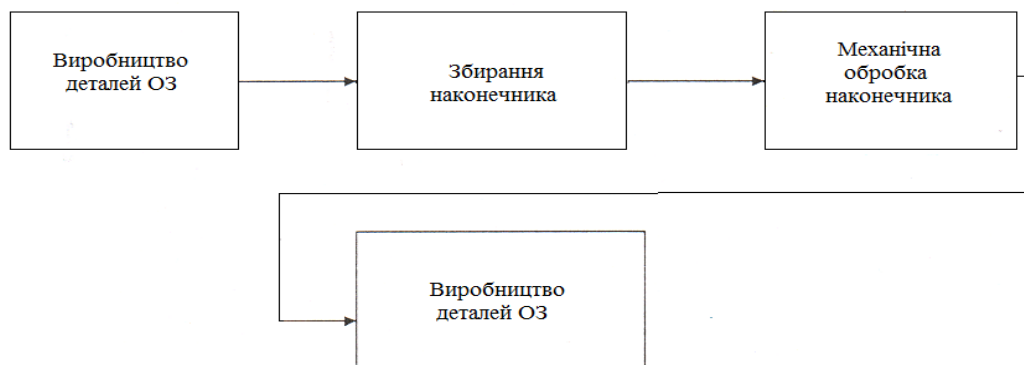 Виробництво
деталей ОЗ
Збирання
наконечника
Механічна
обробка
наконечника
Виробництво
деталей ОЗ